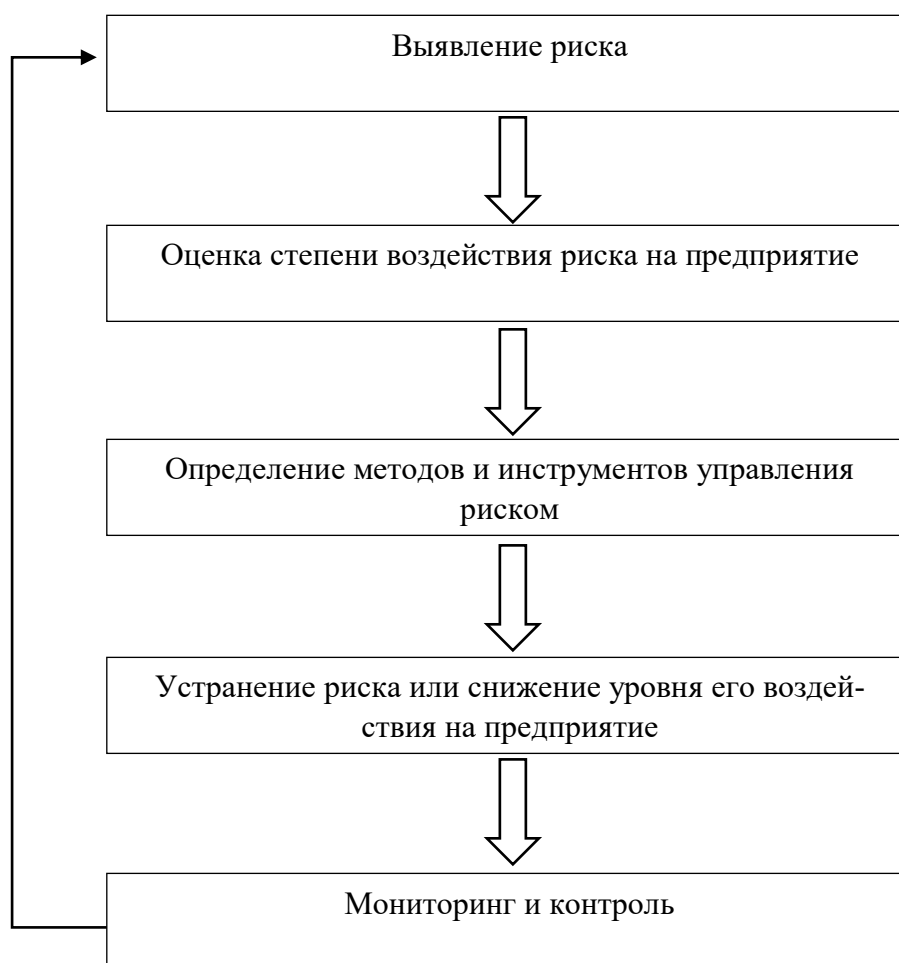 Выявление риска
Оценка степени воздействия риска на предприятие
Определение методов и инструментов управления
риском
Устранение риска или снижение уровня его воздей-
ствия на предприятие
Мониторинг и контроль